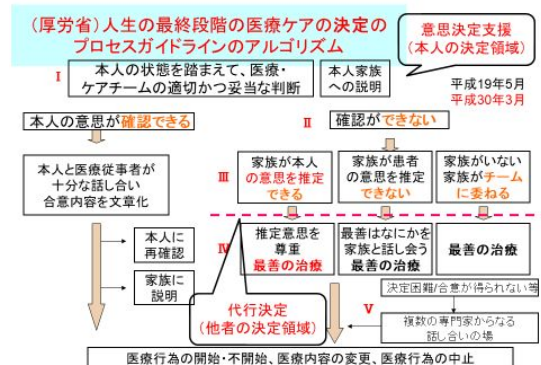 (厚労省)人生の最終段階の医療ケアの決定の
プロセスガイドラインのアルゴリズム
意思決定支援
(本人の決定領域)
Ⅰ
本人の状態を踏まえて、医療・
ケアチームの適切かつ妥当な判断
本人家族
への説明
平成19年5月
平成30年3月
本人の意思が確認できる
Ⅱ
確認ができない
本人と医療従事者が
十分な話し合い
合意内容を文章化
Ⅲ
家族が本人
の意思を推定
できる
家族が患者
の意思を推定
できない
家族がいない
家族がチーム
に委ねる
本人に
再確認
家族に
説明
Ⅳ
推定意思を
尊重
最善の治療
最善はなにかを
家族と話し合う
最善の治療
最善の治療
代行決定
(他者の決定領域)
決定困難/合意が得られない等
Ⅴ
複数の専門家からなる
話し合いの場
医療行為の開始・不開始、医療内容の変更、医療行為の中止